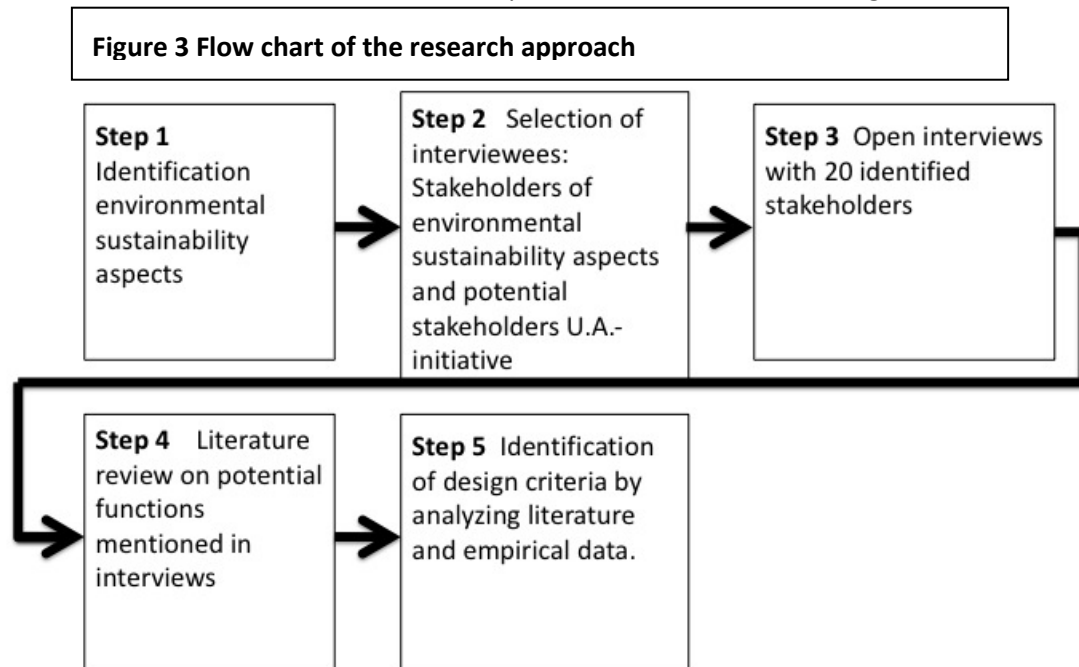 Figure 3 Flow chart of the research approach
Step 1
Identification
environmental
sustainability
aspects
Step 2 Selection of
interviewees:
Stakeholders of
environmental
sustainability aspects
and potential
stakeholders U.A.-
initiative
Step 3 Open interviews
with 20 identified
stakeholders
Step 4 Literature
review on potential
functions
mentioned in
interviews
Step 5 Identification
of design criteria by
analyzing literature
and empirical data.